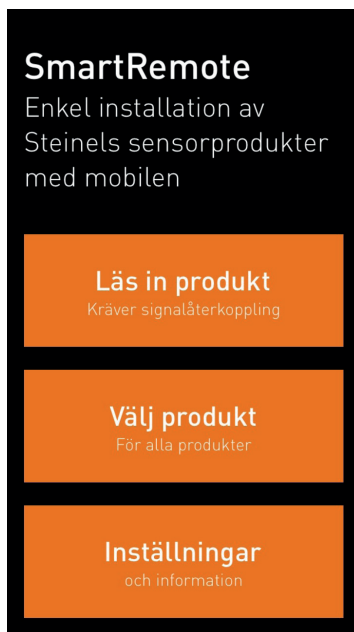 SmartRemote
Enkel installation av
Steinels sensorprodukter
med mobilen
Läs in produkt
Kräver signalåterkoppling
Välj produkt
För alla produkter
Inställningar
och information